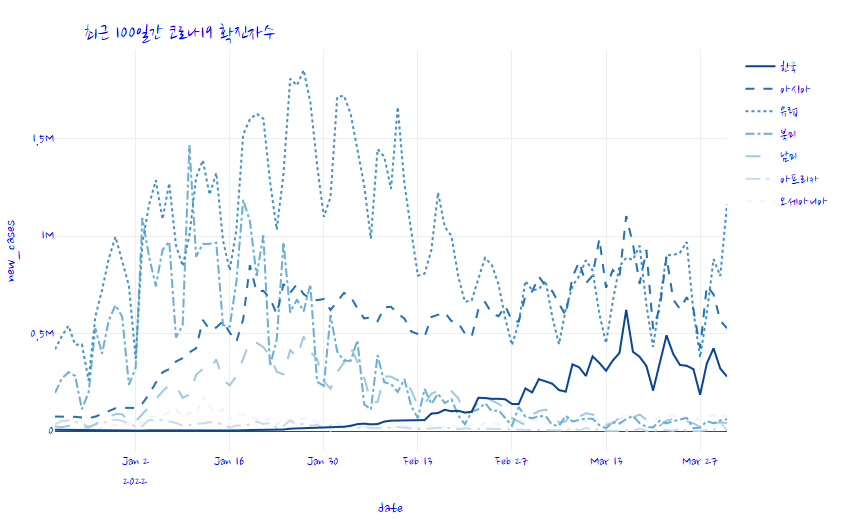 최근 100일간 코로나19 확진자수
한국
아시아
유럽
북미
남미
아프리카
오세아니아
1.5M
1M
0.5M
0
new_cases
Jan 2
2022
Jan 16
Jan 30
Feb 13
Feb 27
Mar 13
Mar 27
date